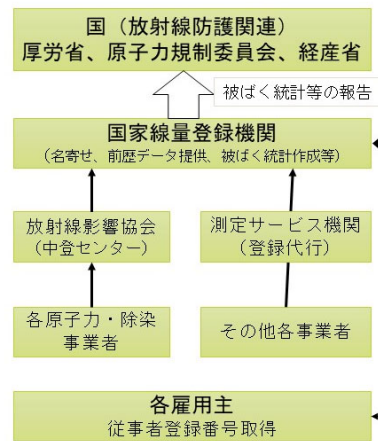 国（放射線防護関連）
厚労省、原子力規制委員会、経産省
被ばく統計等の報告
国家線量登録機関
(名寄せ、前歴データ提供、被ばく統計作成等)
放射線影響協会
(中登センター)
測定サービス機関
(登録代行)
各原子力・除染
事業者
その他各事業者
各雇用主
従事者登録番号取得